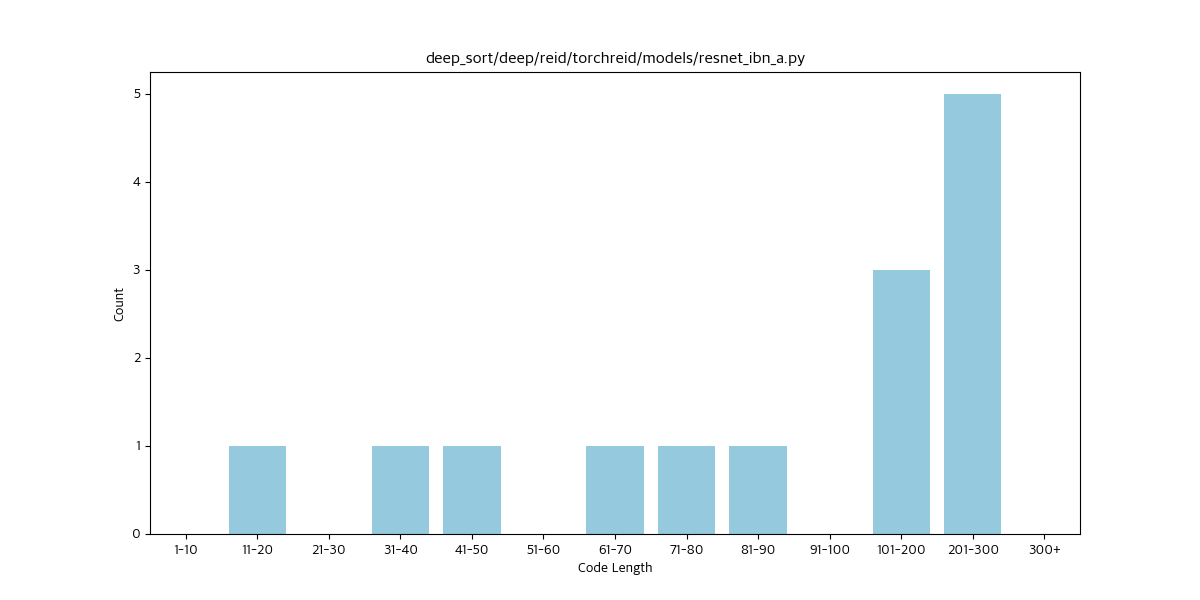 deep_sort/deep/reid/torchreid/models/resnet_ibn_a.py
5
4
3
2
1
0
Count
1-10 11-20 21-30 31-40 41-50 51-60 61-70 71-80 81-90 91-100 101-200 201-300 300+
Code Length